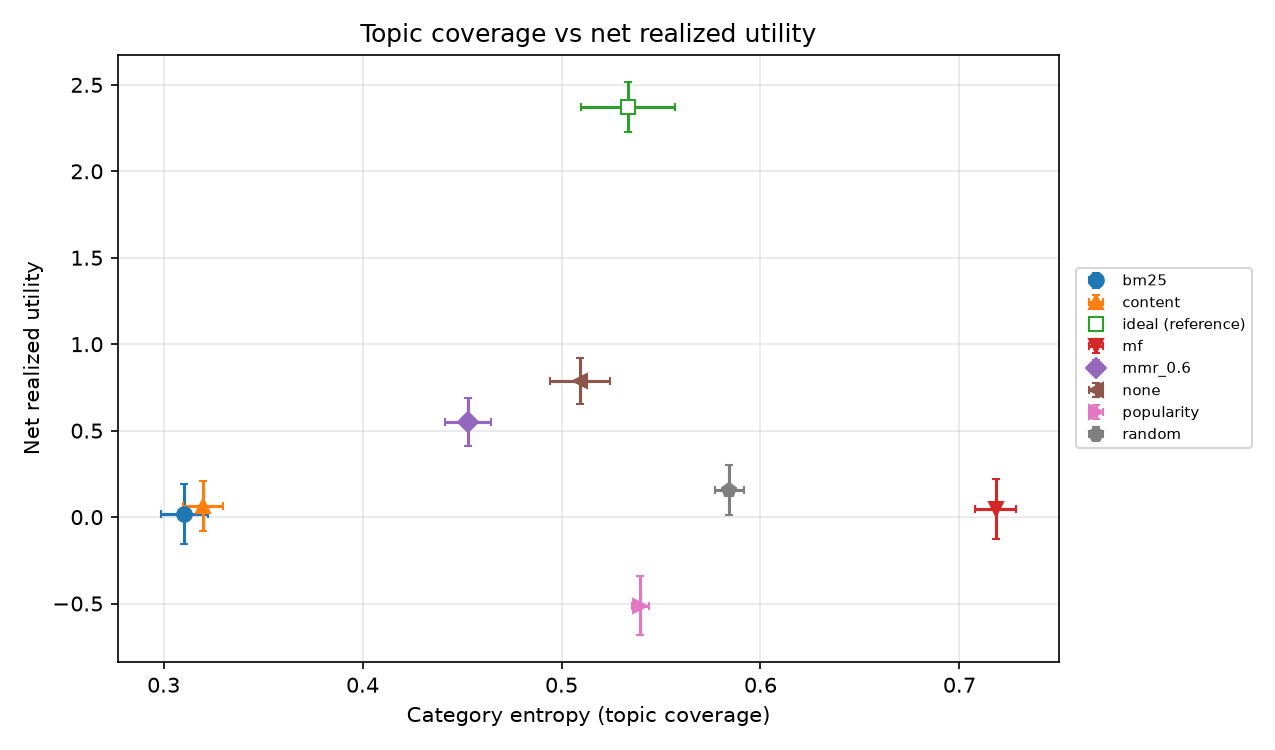 Topic coverage vs net realized utility
Net realized utility
2.5
2.0
1.5
1.0
0.5
0.0
−0.5
0.3
0.4
0.5
0.6
0.7
Category entropy (topic coverage)
bm25
content
ideal (reference)
mf
mmr_0.6
none
popularity
random